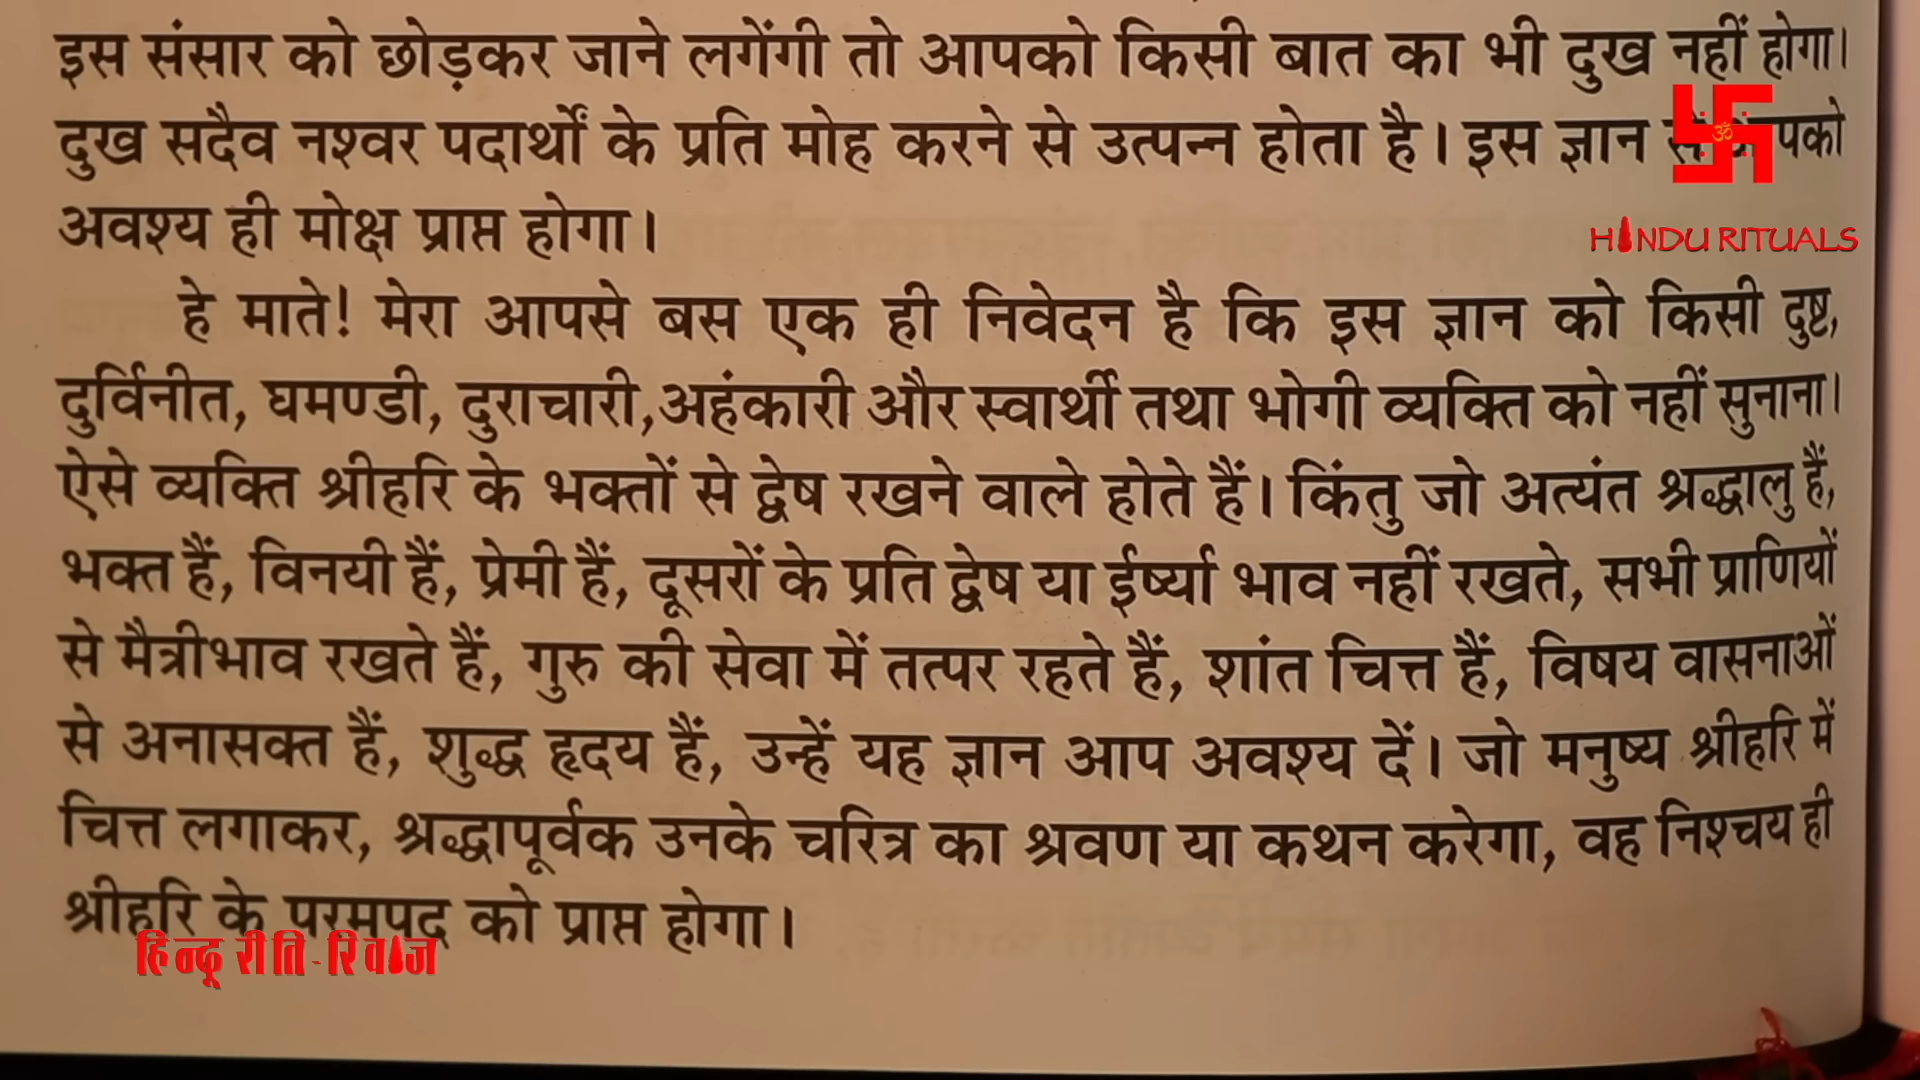 इस संसार को छोड़कर जाने लगेंगी तो आपको किसी बात का भी दुख नहीं होगा।
दुख सदैव नश्वर पदार्थों के प्रति मोह करने से उत्पन्न होता है। इस ज्ञान
अवश्य ही मोक्ष प्राप्त होगा।
HINDU RITUALS
हे माते! मेरा आपसे बस एक ही निवेदन है कि इस ज्ञान को किसी दुष्ट,
दुर्विनीत, घमण्डी, दुराचारी,अहंकारी और स्वार्थी तथा भोगी व्यक्ति को नहीं सुनाना।
ऐसे व्यक्ति श्रीहरि के भक्तों से द्वेष रखने वाले होते हैं। किंतु जो अत्यंत श्रद्धालु हैं,
भक्त हैं, विनयी हैं, प्रेमी हैं, दूसरों के प्रति द्वेष या ईर्ष्या भाव नहीं रखते, सभी प्राणियों
से मैत्रीभाव रखते हैं, गुरु की सेवा में तत्पर रहते हैं, शांत चित्त हैं, विषय वासनाओं
से अनासक्त हैं, शुद्ध हृदय हैं, उन्हें यह ज्ञान आप अवश्य दें। जो मनुष्य श्रीहरि में
चित्त लगाकर, श्रद्धापूर्वक उनके चरित्र का श्रवण या कथन करेगा, वह निश्चय ही
श्रीहरि के परमपद को प्राप्त होगा।
हिन्दू रीति-रिवाज